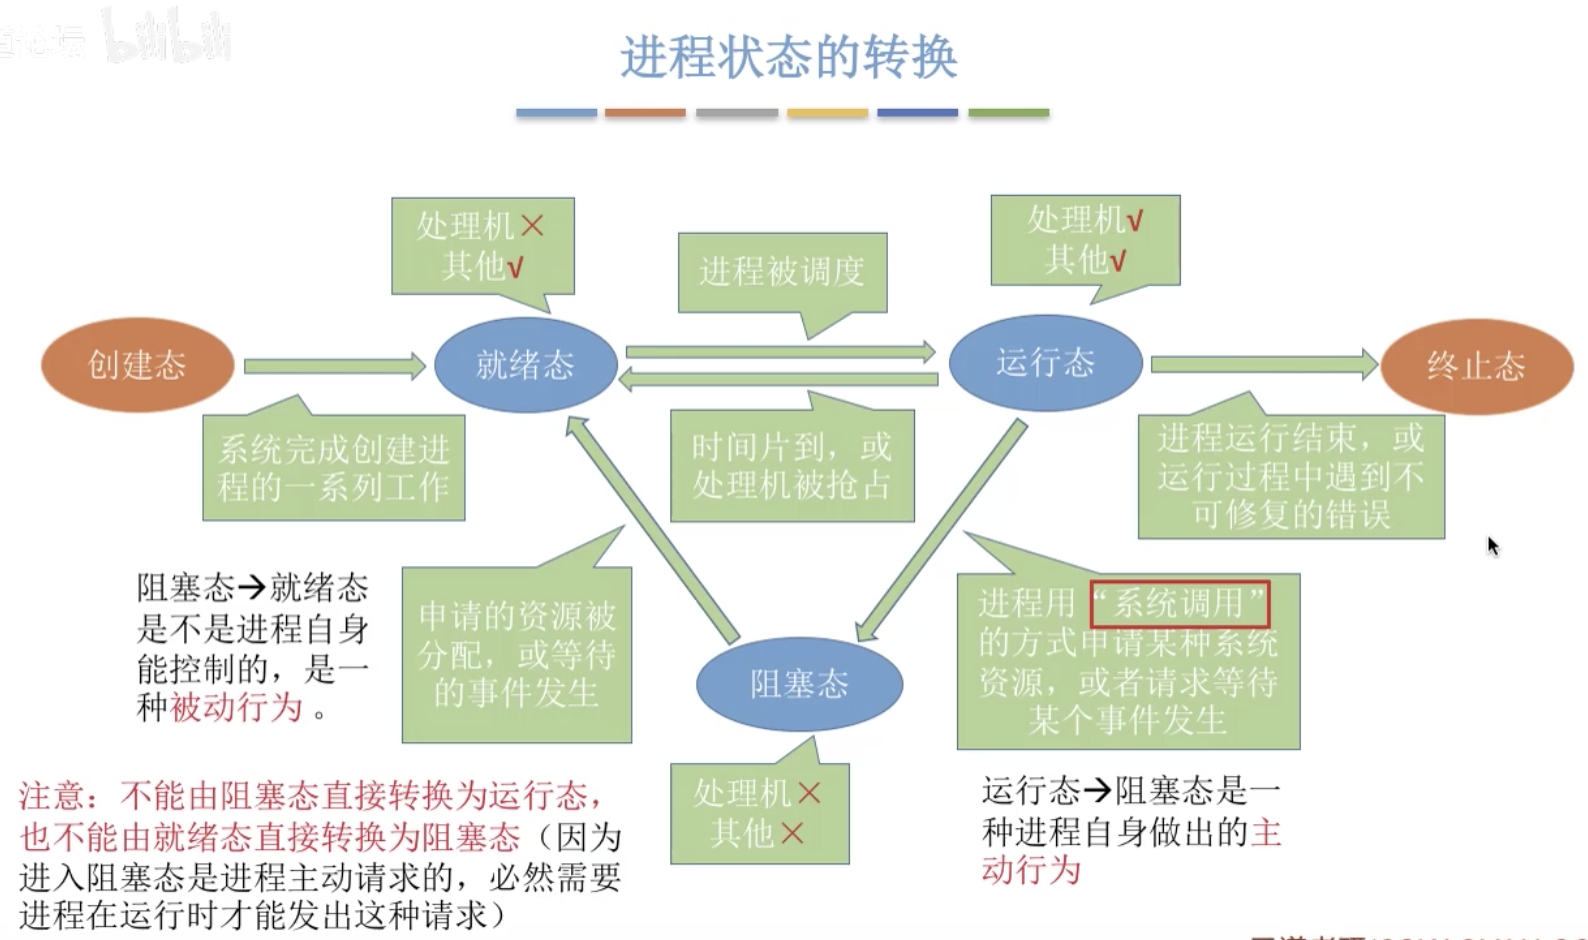 bilibili
进程状态的转换
处理机×
其他√
进程被调度
处理机√
其他√
创建态
就绪态
运行态
终止态
系统完成创建进
程的一系列工作
时间片到，或
处理机被抢占
进程运行结束，或
运行过程中遇到不
可修复的错误
阻塞态→就绪态
是不是进程自身
能控制的，是一
种被动行为 。
申请的资源被
分配，或等待
的事件发生
进程用“系统调用”
的方式申请某种系统
资源，或者请求等待
某个事件发生
阻塞态
处理机×
其他×
运行态→阻塞态是一
种进程自身做出的主
动行为
注意：不能由阻塞态直接转换为运行态，
也不能由就绪态直接转换为阻塞态（因为
进入阻塞态是进程主动请求的，必然需要
进程在运行时才能发出这种请求）